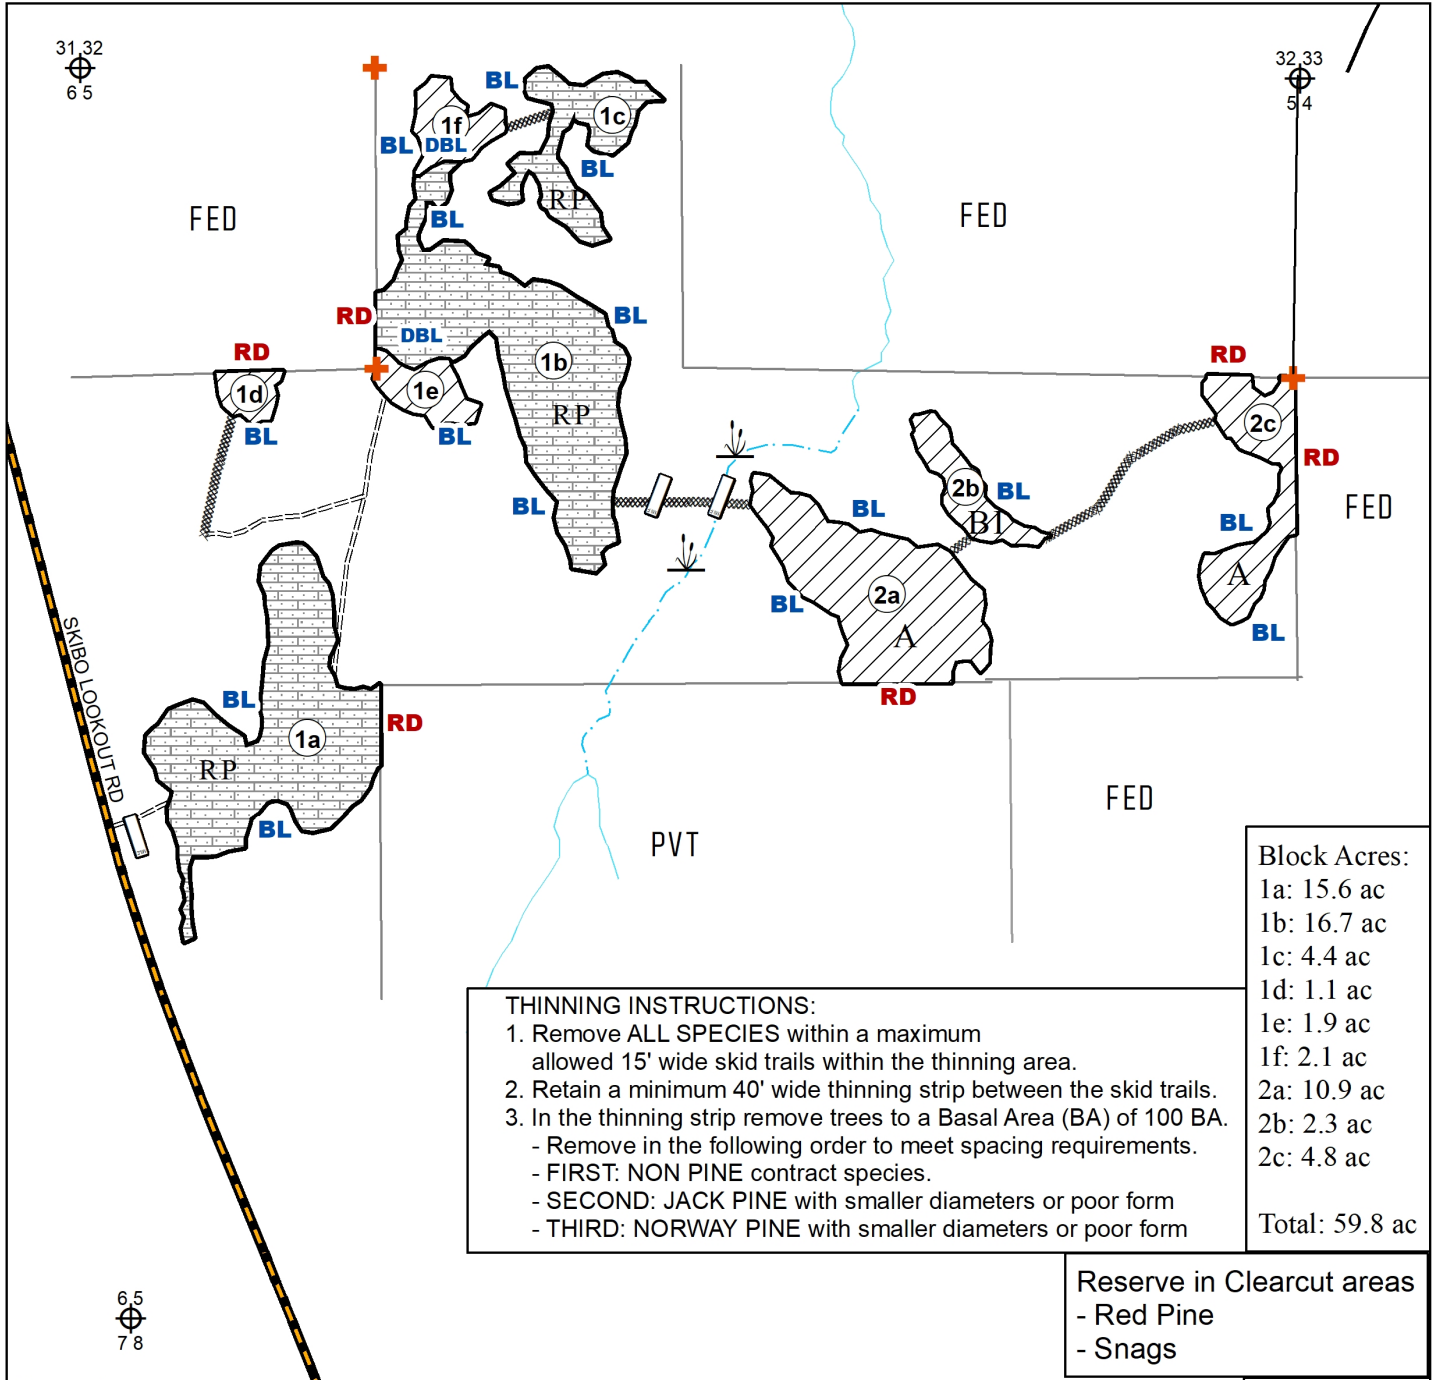 31 32
6 5
32 33
5 4
BL
1c
1f
BL
DBL
BL
RP
BL
FED
FED
RD
BL
DBL
RD
1b
RD
1d
1e
RP
2c
BL
BL
RD
2b
BL
BI
BL
BL
FED
BL
2a
A
BL
A
BL
RD
SKIBO LOOKOUT RD
BL
RD
1a
RP
BL
PVT
FED
Block Acres:
1a: 15.6 ac
1b: 16.7 ac
1c: 4.4 ac
1d: 1.1 ac
1e: 1.9 ac
1f: 2.1 ac
2a: 10.9 ac
2b: 2.3 ac
2c: 4.8 ac
Total: 59.8 ac
THINNING INSTRUCTIONS:
1. Remove ALL SPECIES within a maximum
allowed 15' wide skid trails within the thinning area.
2. Retain a minimum 40' wide thinning strip between the skid trails.
3. In the thinning strip remove trees to a Basal Area (BA) of 100 BA.
- Remove in the following order to meet spacing requirements.
- FIRST: NON PINE contract species.
- SECOND: JACK PINE with smaller diameters or poor form
- THIRD: NORWAY PINE with smaller diameters or poor form
Reserve in Clearcut areas
- Red Pine
- Snags
6 5
7 8